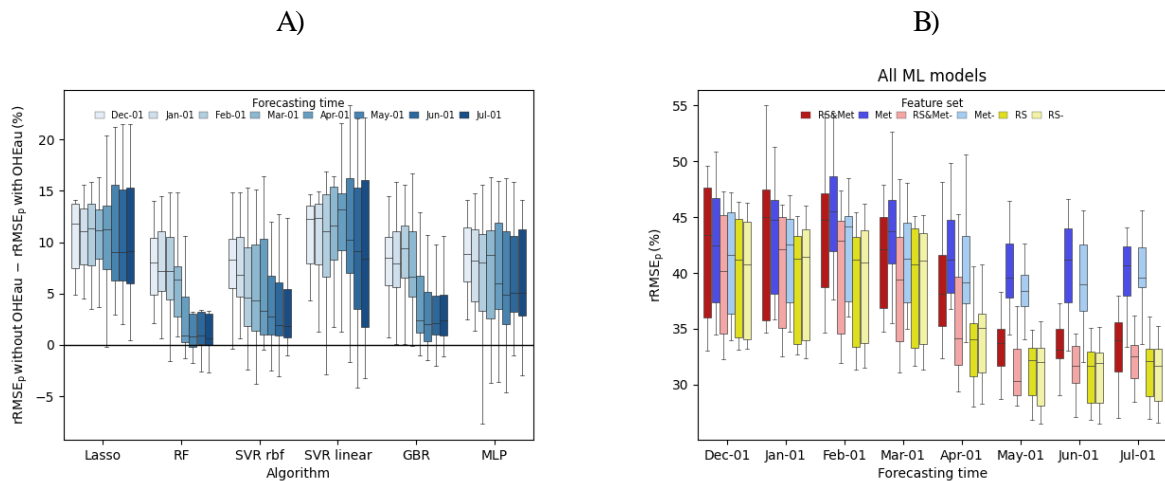 A)
B)
All ML models
Forecasting time
Dec-01 Jan-01 Feb-01 Mar-01 Apr-01 May-01 Jun-01 Jul-01
rRMSEₚ without OHEau − rRMSEₚ with OHEau (%)
20
15
10
5
0
−5
Lasso RF SVR rbf SVR linear GBR MLP
Algorithm
Feature set
RS&Met Met RS&Met- Met- RS RS-
rRMSEₚ (%)
55
50
45
40
35
30
Dec-01 Jan-01 Feb-01 Mar-01 Apr-01 May-01 Jun-01 Jul-01
Forecasting time